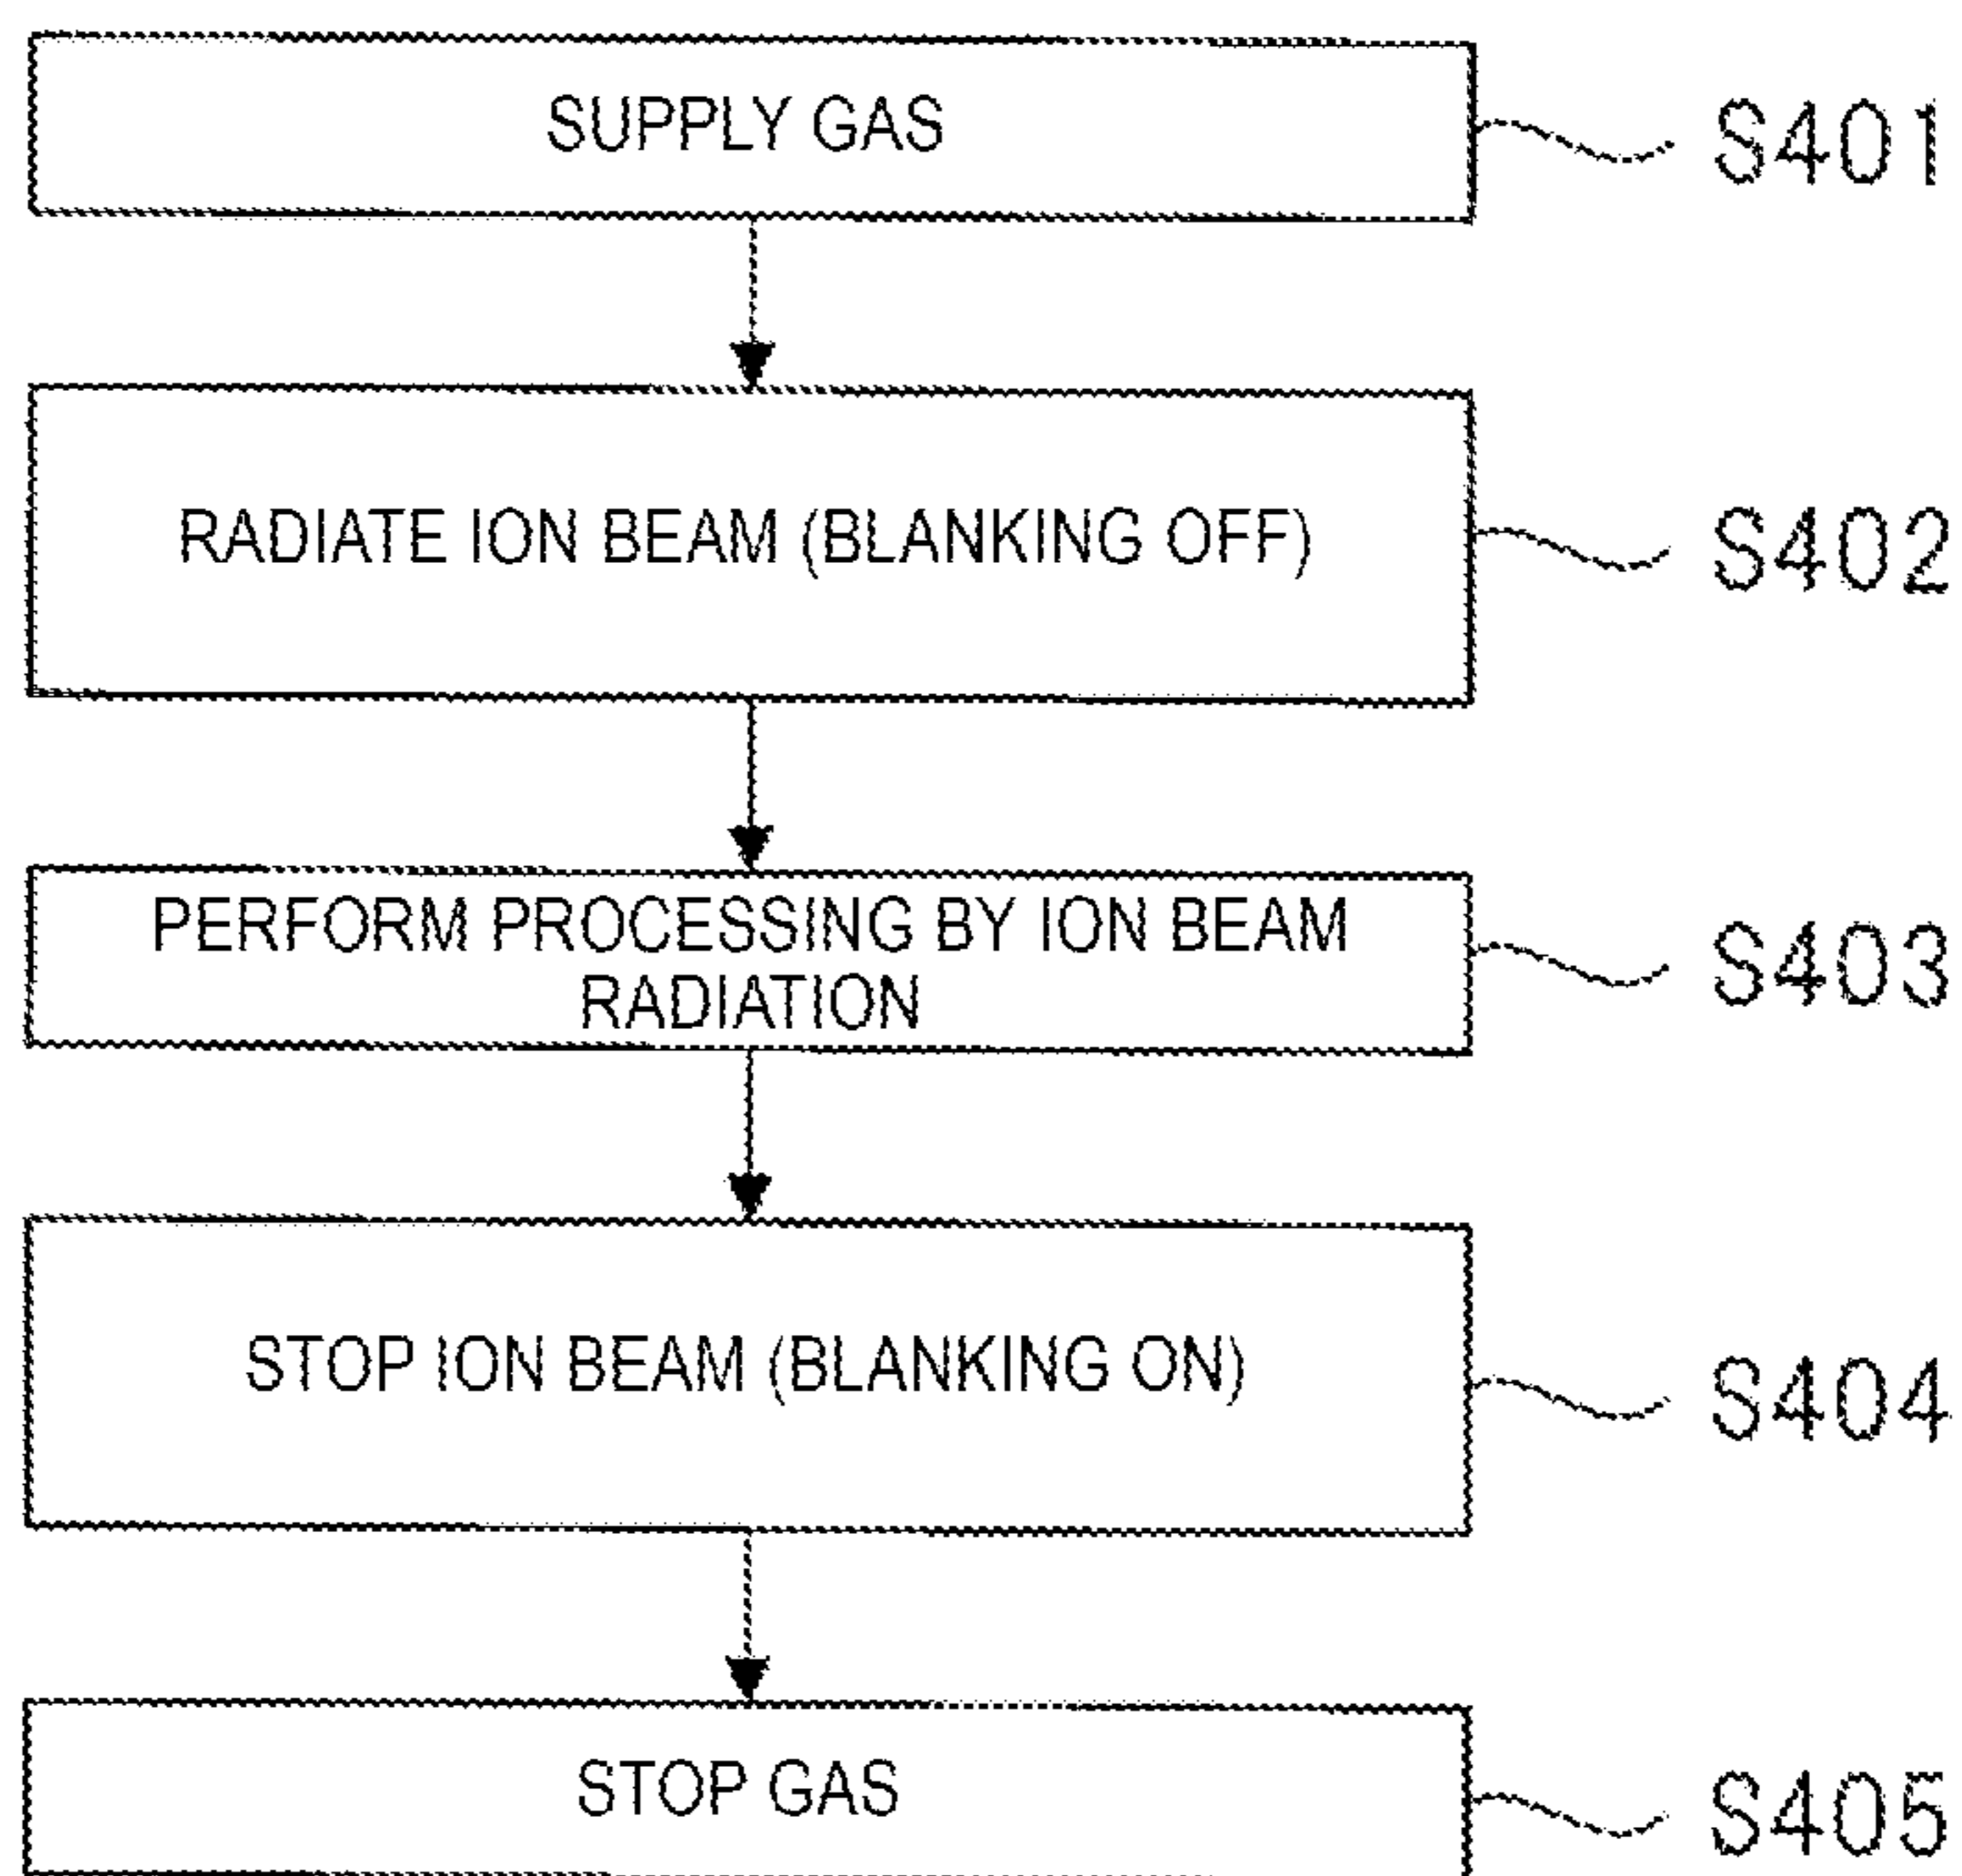 SUPPLY GAS
S401
RADIATE ION BEAM (BLANKING OFF)
S402
PERFORM PROCESSING BY ION BEAM
RADIATION
S403
STOP ION BEAM (BLANKING ON)
S404
STOP GAS
S405